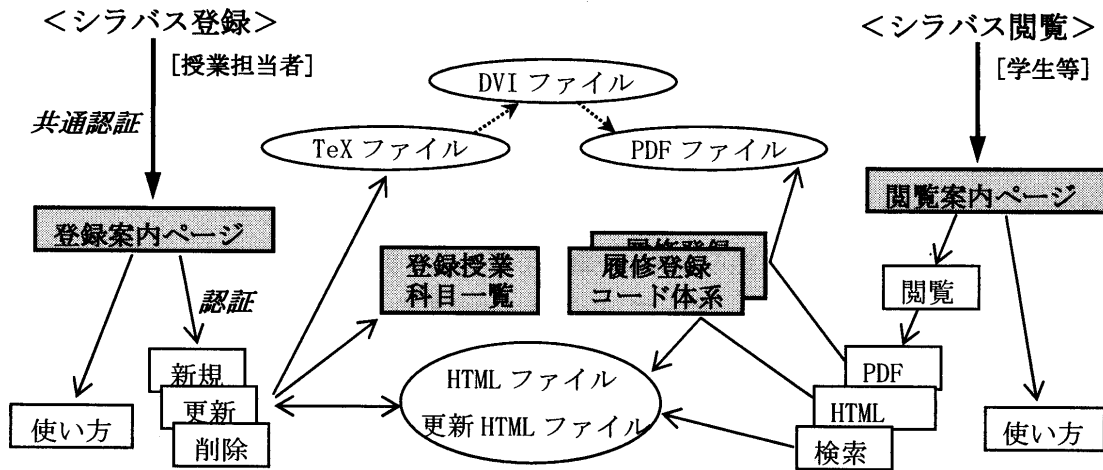 ＜シラバス登録＞
[授業担当者]
共通認証
登録案内ページ
認証
新規
更新
削除
使い方
DVI ファイル
TeX ファイル
PDF ファイル
登録授業
科目一覧
履修登録
履修登録
コード体系
HTML ファイル
更新 HTML ファイル
＜シラバス閲覧＞
[学生等]
閲覧案内ページ
閲覧
PDF
HTML
検索
使い方